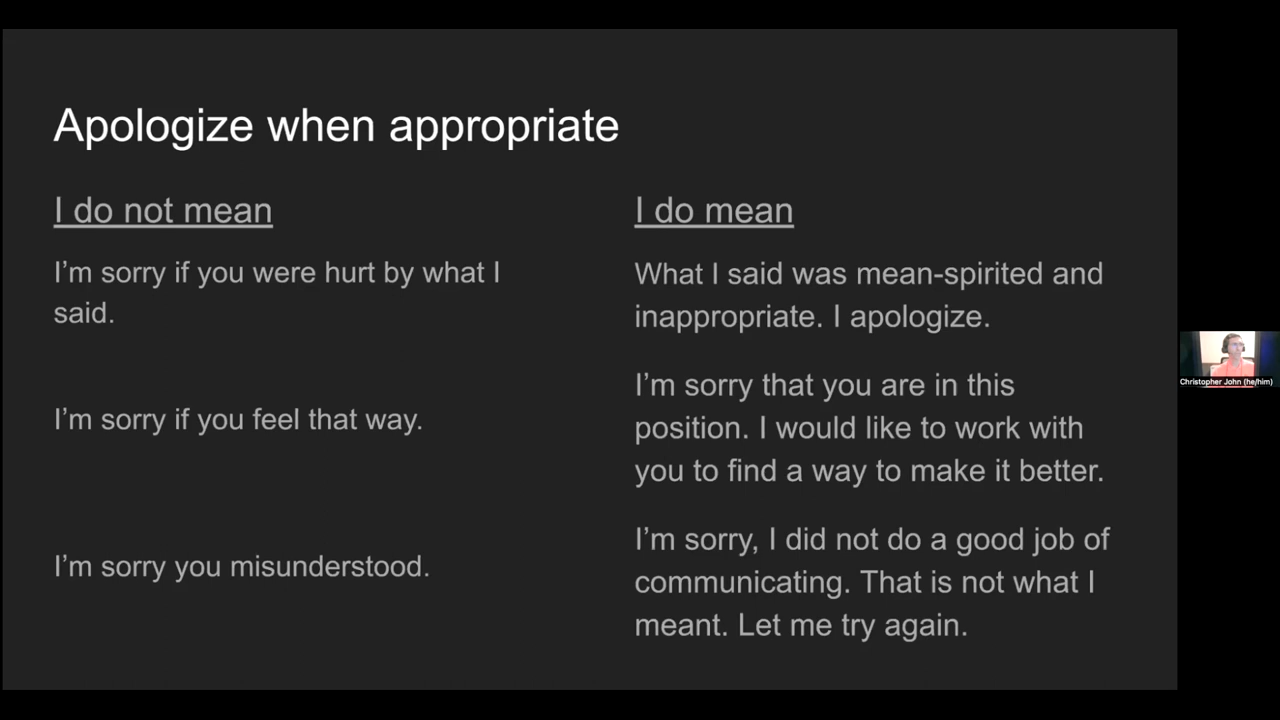 Apologize when appropriate
I do not mean
I’m sorry if you were hurt by what I
said.
I’m sorry if you feel that way.
I’m sorry you misunderstood.
I do mean
What I said was mean-spirited and
inappropriate. I apologize.
I’m sorry that you are in this
position. I would like to work with
you to find a way to make it better.
I’m sorry, I did not do a good job of
communicating. That is not what I
meant. Let me try again.
Christopher John (he/him)